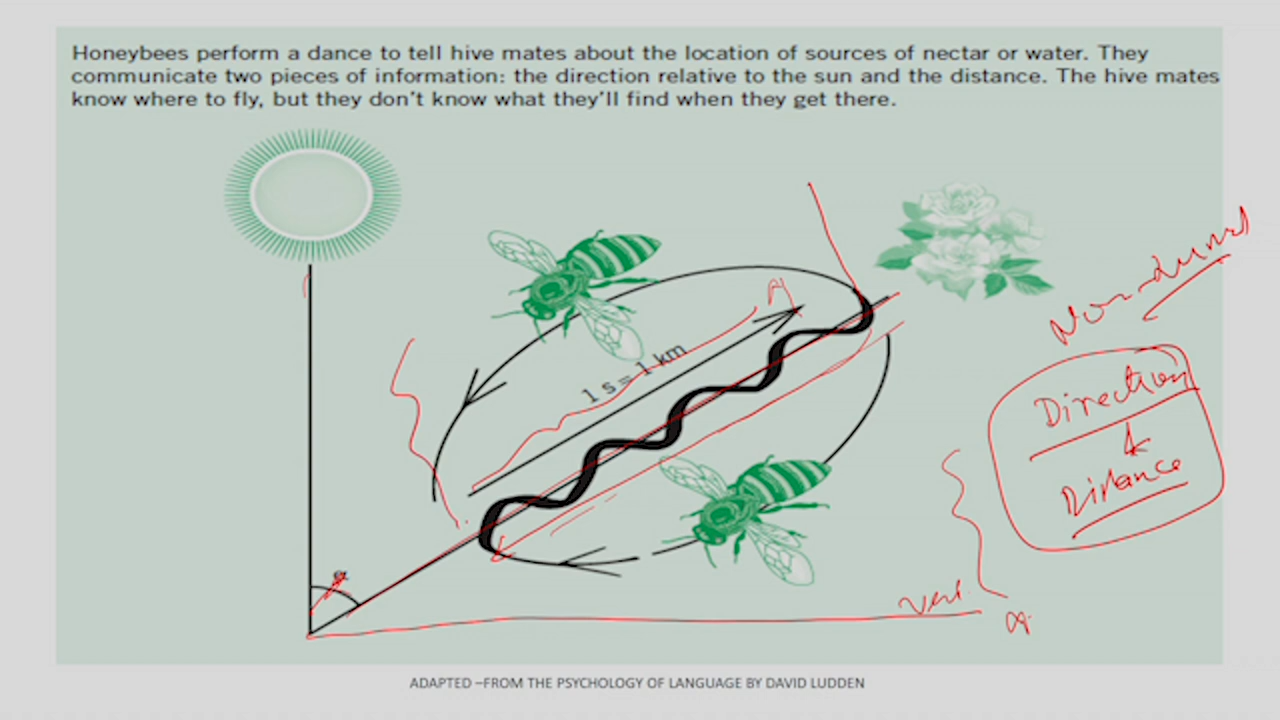 Honeybees perform a dance to tell hive mates about the location of sources of nectar or water. They
communicate two pieces of information: the direction relative to the sun and the distance. The hive mates
know where to fly, but they don't know what they'll find when they get there.
1 s = 1 km
Direction
&
Distance
ADAPTED –FROM THE PSYCHOLOGY OF LANGUAGE BY DAVID LUDDEN